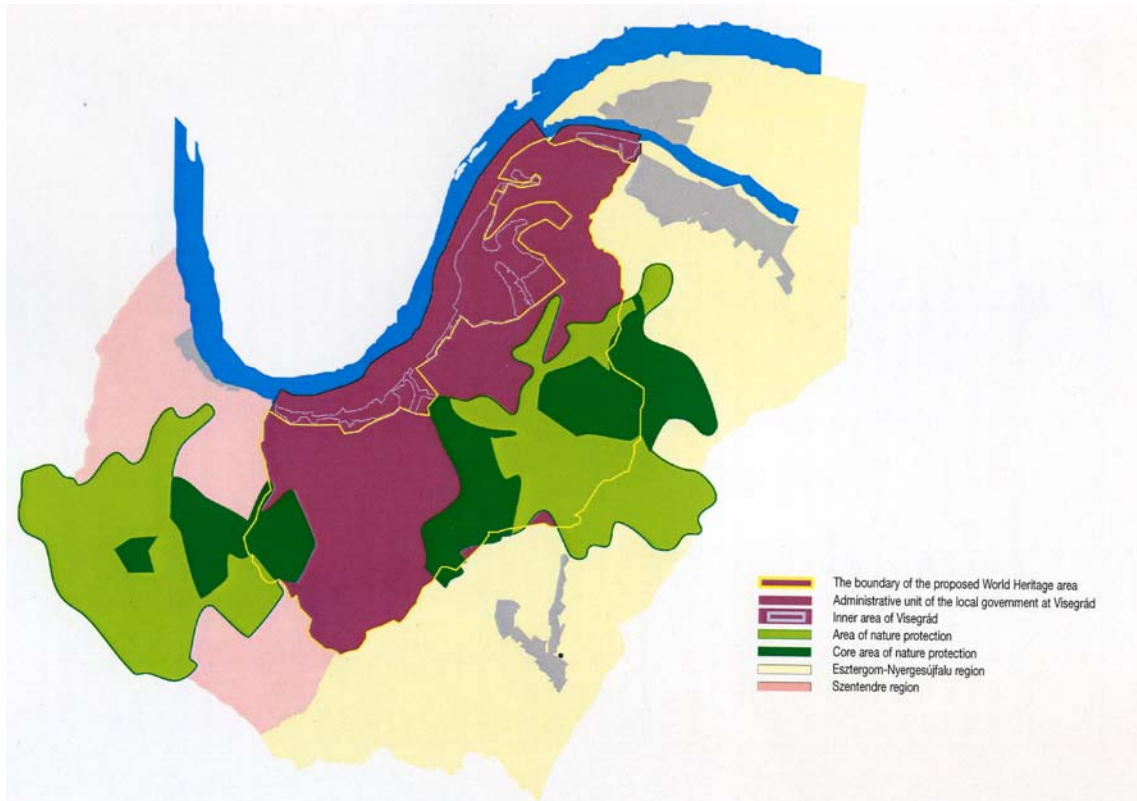 The boundary of the proposed World Heritage area
Administrative unit of the local government at Visegrád
Inner area of Visegrád
Area of nature protection
Core area of nature protection
Esztergom-Nyergesújfalu region
Szentendre region